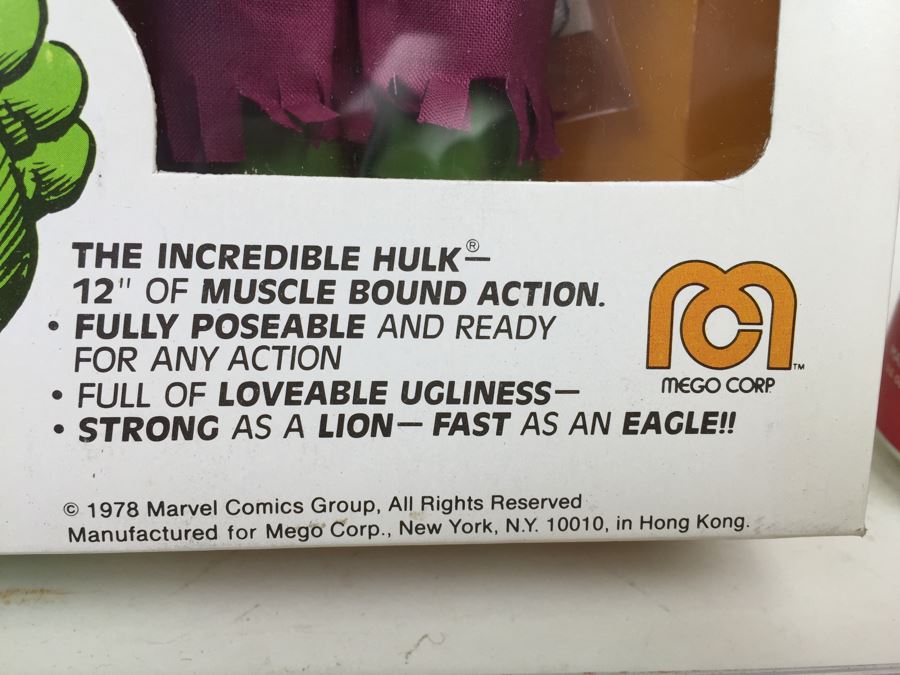 THE INCREDIBLE HULK®—
12" OF MUSCLE BOUND ACTION.
• FULLY POSEABLE AND READY
FOR ANY ACTION
• FULL OF LOVEABLE UGLINESS—
• STRONG AS A LION— FAST AS AN EAGLE!!
TM
MEGO CORP.
© 1978 Marvel Comics Group, All Rights Reserved
Manufactured for Mego Corp., New York, N.Y. 10010, in Hong Kong.